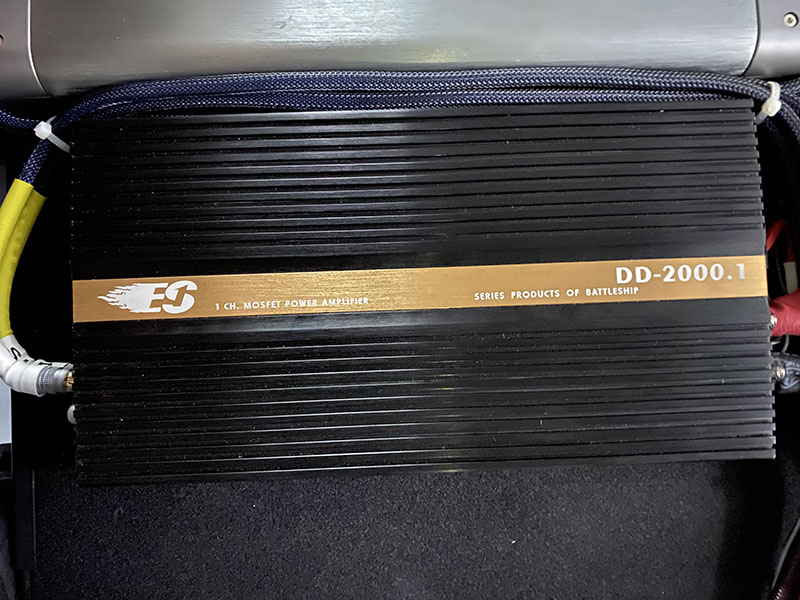 ES
1 CH. MOSFET POWER AMPLIFIER
SERIES PRODUCTS OF BATTLESHIP
DD-2000.1